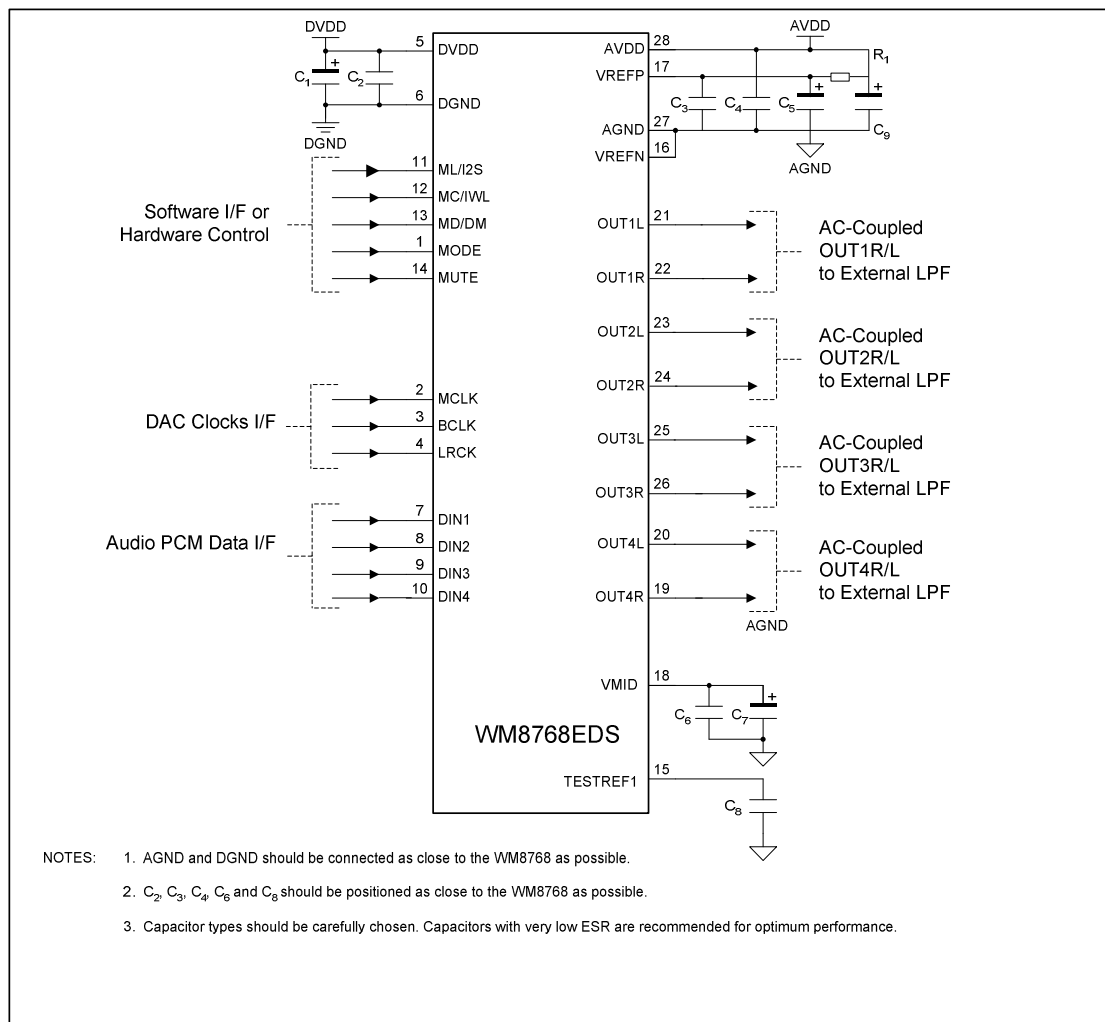 DVDD
C1
+
C2
DGND
5
DVDD
6
DGND
AVDD
28
VREFP
17
AGND
27
VREFN
16
AVDD
R1
C3
C4
C5
+
+
C9
AGND
Software I/F or
Hardware Control
11
ML/I2S
12
MC/IWL
13
MD/DM
1
MODE
14
MUTE
DAC Clocks I/F
2
MCLK
3
BCLK
4
LRCK
Audio PCM Data I/F
7
DIN1
8
DIN2
9
DIN3
10
DIN4
OUT1L
21
OUT1R
22
AC-Coupled
OUT1R/L
to External LPF
OUT2L
23
OUT2R
24
AC-Coupled
OUT2R/L
to External LPF
OUT3L
25
OUT3R
26
AC-Coupled
OUT3R/L
to External LPF
OUT4L
20
OUT4R
19
AC-Coupled
OUT4R/L
to External LPF
AGND
VMID
18
C6
C7
+
WM8768EDS
TESTREF1
15
C8
NOTES: 1. AGND and DGND should be connected as close to the WM8768 as possible.
2. C2, C3, C4, C6 and C8 should be positioned as close to the WM8768 as possible.
3. Capacitor types should be carefully chosen. Capacitors with very low ESR are recommended for optimum performance.